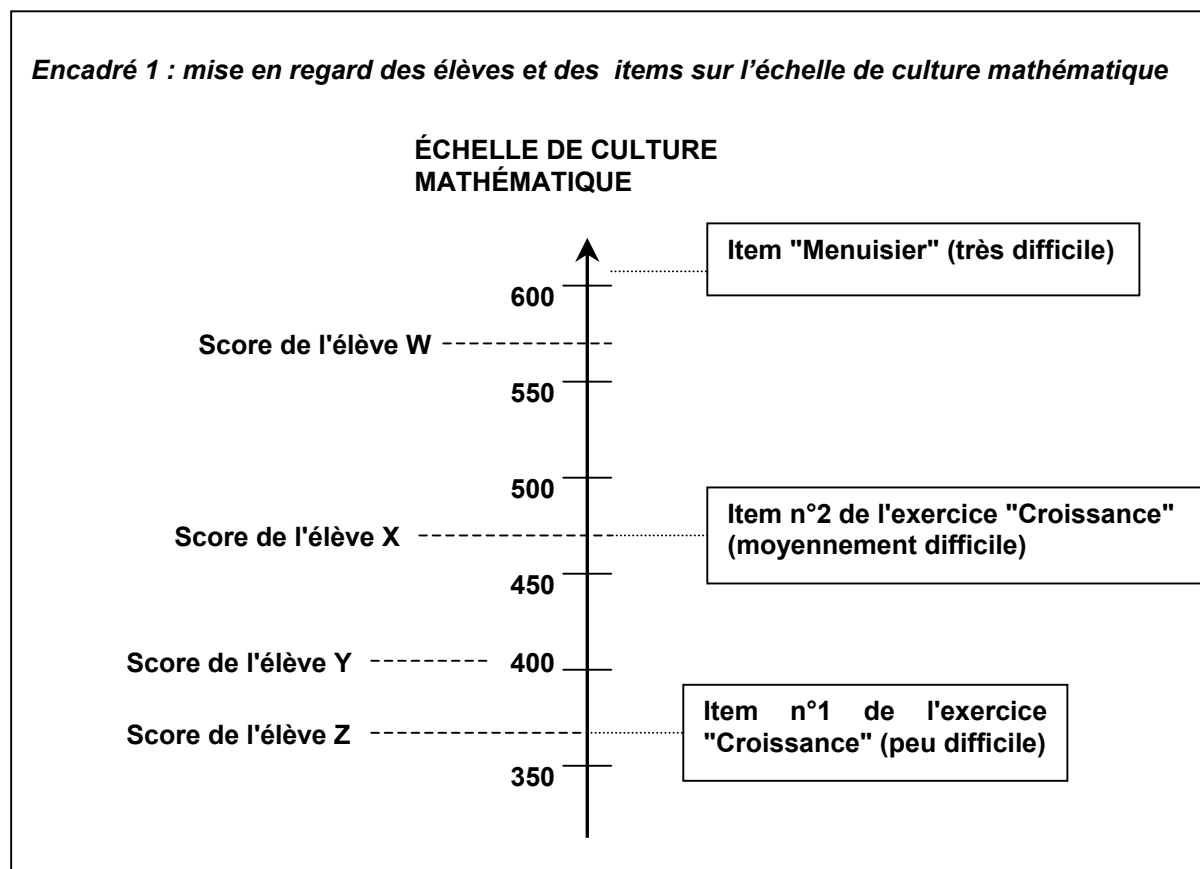 Encadré 1 : mise en regard des élèves et des items sur l'échelle de culture mathématique
ÉCHELLE DE CULTURE
MATHÉMATIQUE
Item "Menuisier" (très difficile)
600
Score de l'élève W
550
500
Item n°2 de l'exercice "Croissance"
(moyennement difficile)
Score de l'élève X
450
Score de l'élève Y
400
Item n°1 de l'exercice
"Croissance" (peu difficile)
Score de l'élève Z
350